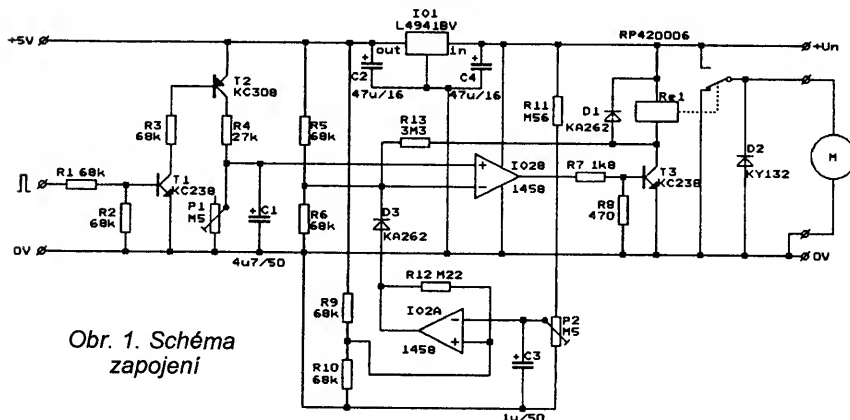 IO1
L4941BV
RP420006
+5V
out
in
+Un
T2
KC308
+
C2
47u/16
+
C4
47u/16
R11
M56
D1
KA262
Re1
R3
68k
R4
27k
R5
68k
R13
3M3
D2
KY132
M
R1 68k
T1
KC238
+
-
IO2B
1458
R7 1k8
T3
KC238
R2
68k
P1
M5
+
C1
R6
68k
D3
KA262
R8
470
0V
4u7/50
0V
R12 M22
R9
68k
IO2A
-
+
1458
P2
M5
R10
68k
+
C3
1u/50
Obr. 1. Schéma
zapojení